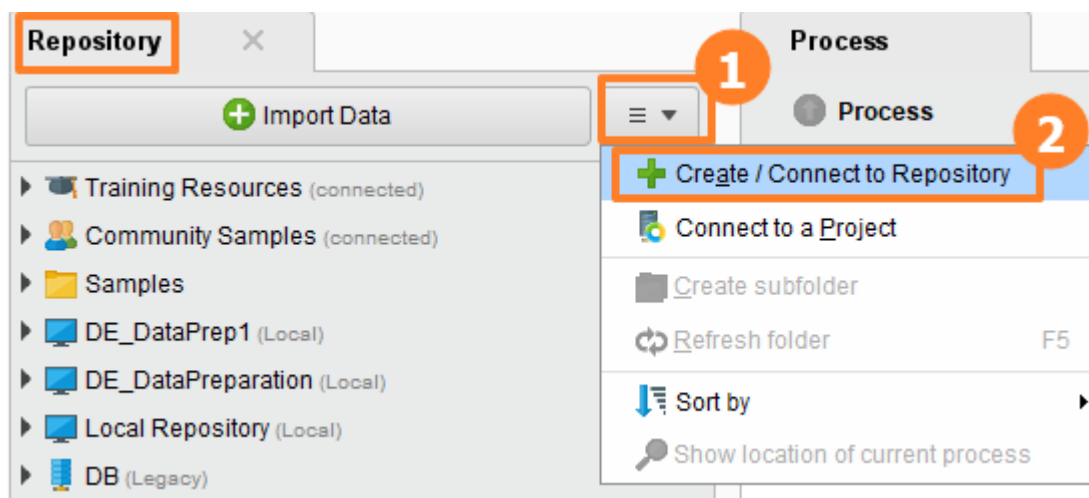 Repository
Process
1
Import Data
Process
2
Training Resources (connected)
Create / Connect to Repository
Community Samples (connected)
Connect to a Project
Samples
Create subfolder
DE_DataPrep1 (Local)
Refresh folder F5
DE_DataPreparation (Local)
Sort by
Local Repository (Local)
Show location of current process
DB (Legacy)